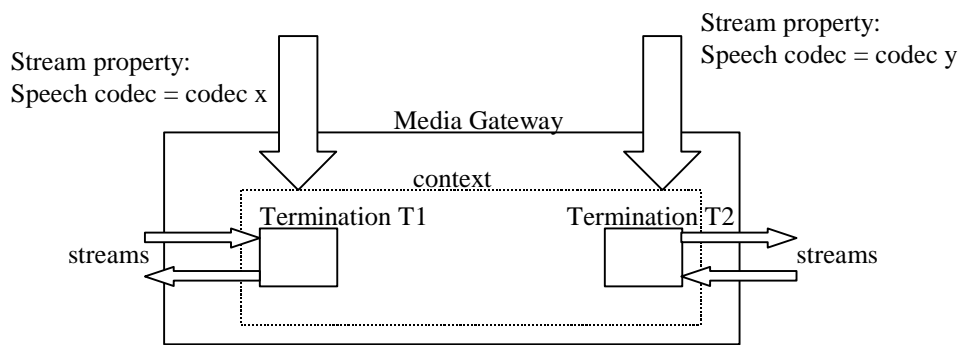 Stream property:
Speech codec = codec x
Stream property:
Speech codec = codec y
Media Gateway
context
Termination T1
Termination T2
streams
streams